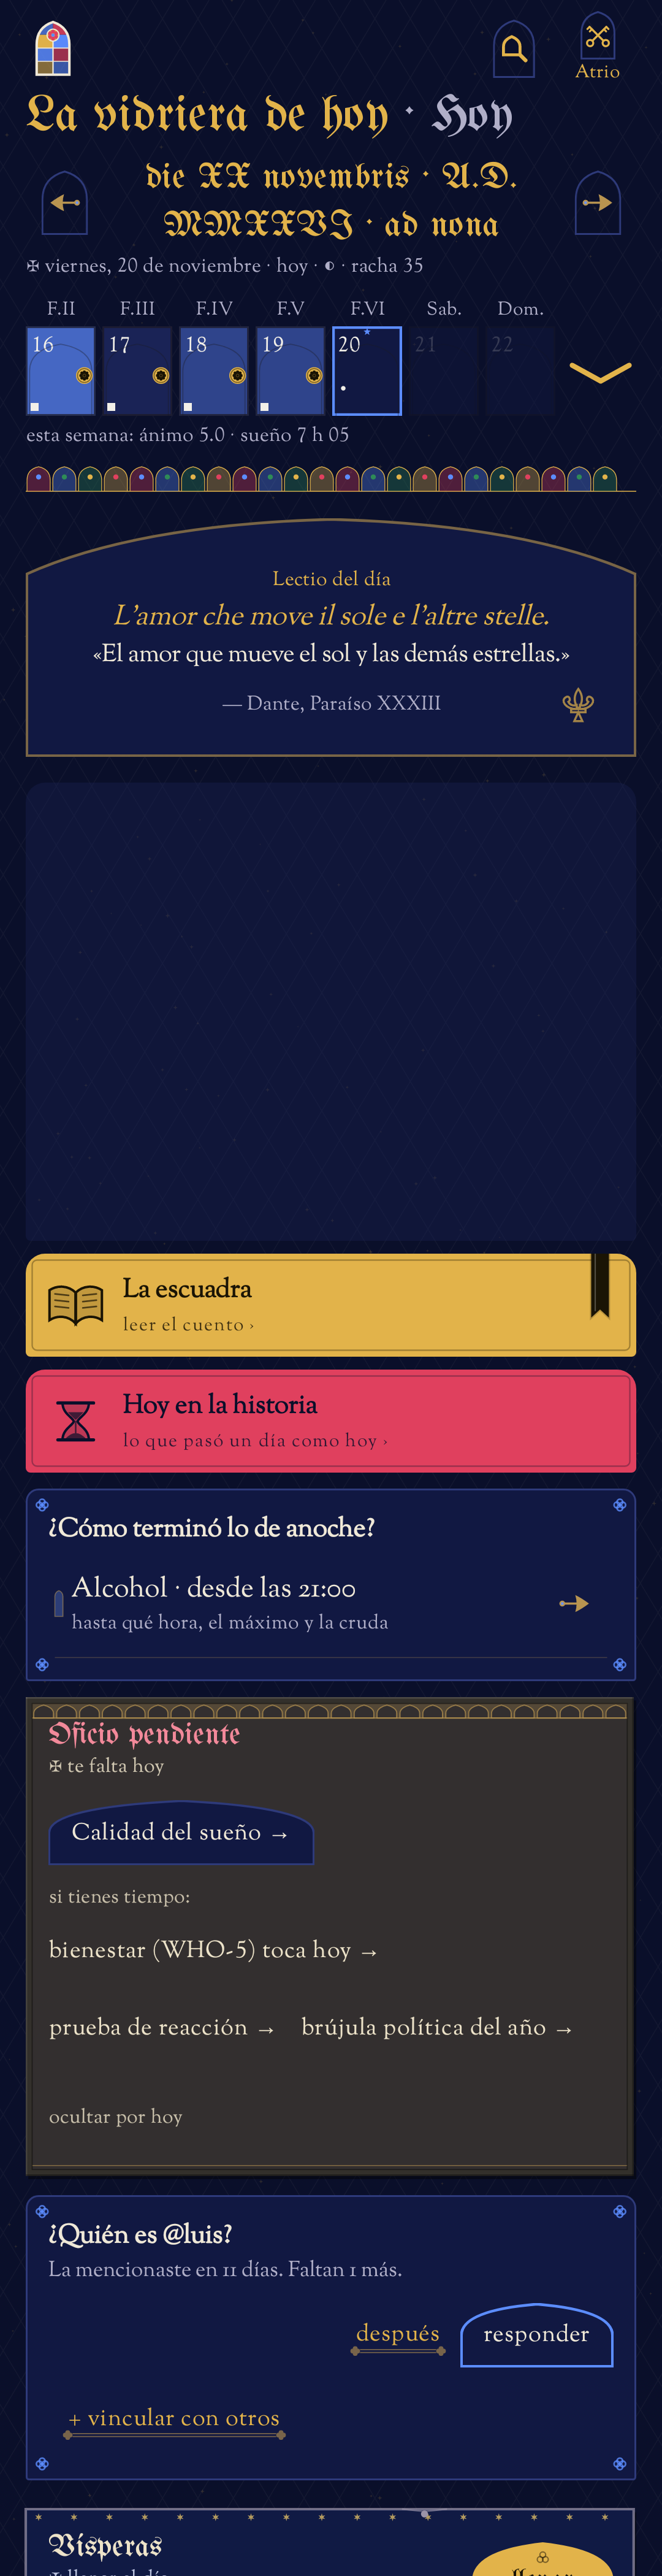 Atrio
La vidriera de hoy · Hoy
die XX novembris · A.D.
MMXXVI · ad nona
✠ viernes, 20 de noviembre · hoy · ◐ · racha 35
F.II F.III F.IV F.V F.VI Sab. Dom.
16 17 18 19 20 21 22
esta semana: ánimo 5.0 · sueño 7 h 05
Lectio del día
L'amor che move il sole e l'altre stelle.
«El amor que mueve el sol y las demás estrellas.»
— Dante, Paraíso XXXIII
La escuadra
leer el cuento ›
Hoy en la historia
lo que pasó un día como hoy ›
¿Cómo terminó lo de anoche?
Alcohol · desde las 21:00
hasta qué hora, el máximo y la cruda
Oficio pendiente
✠ te falta hoy
Calidad del sueño →
si tienes tiempo:
bienestar (WHO-5) toca hoy →
prueba de reacción → brújula política del año →
ocultar por hoy
¿Quién es @luis?
La mencionaste en 11 días. Faltan 1 más.
después responder
+ vincular con otros
Vísperas